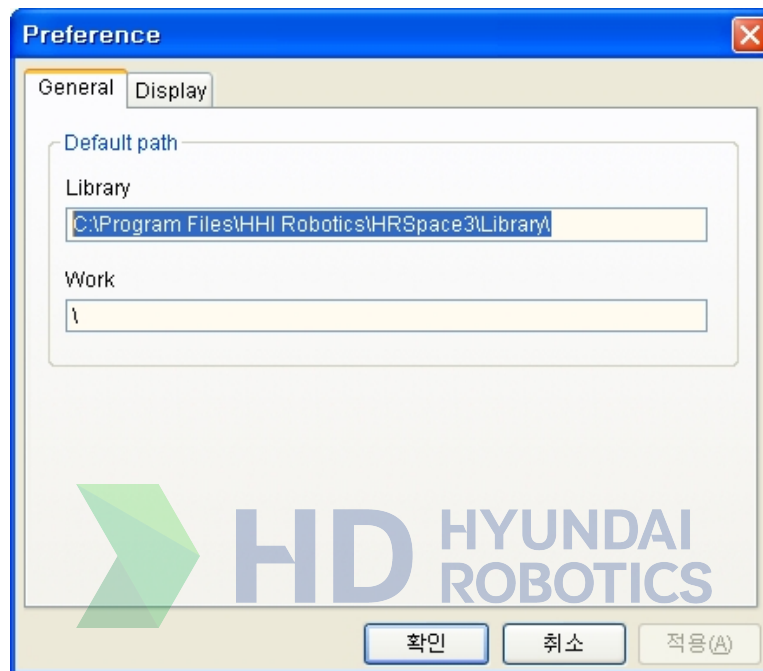 Preference
General Display
Default path
Library
C:\Program Files\HHI Robotics\HRSpace3\Library\
Work
\
HD HYUNDAI
ROBOTICS
확인 취소 적용(A)